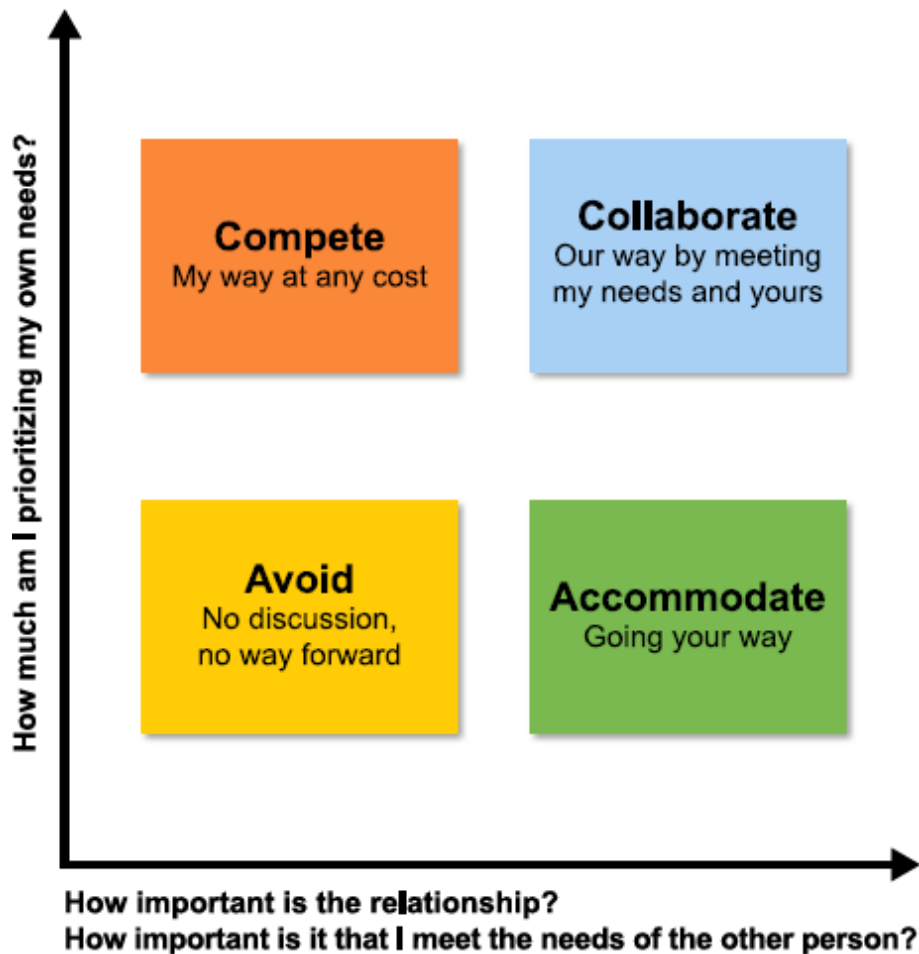 How much am I prioritizing my own needs?
Compete
My way at any cost
Collaborate
Our way by meeting
my needs and yours
Avoid
No discussion,
no way forward
Accommodate
Going your way
How important is the relationship?
How important is it that I meet the needs of the other person?